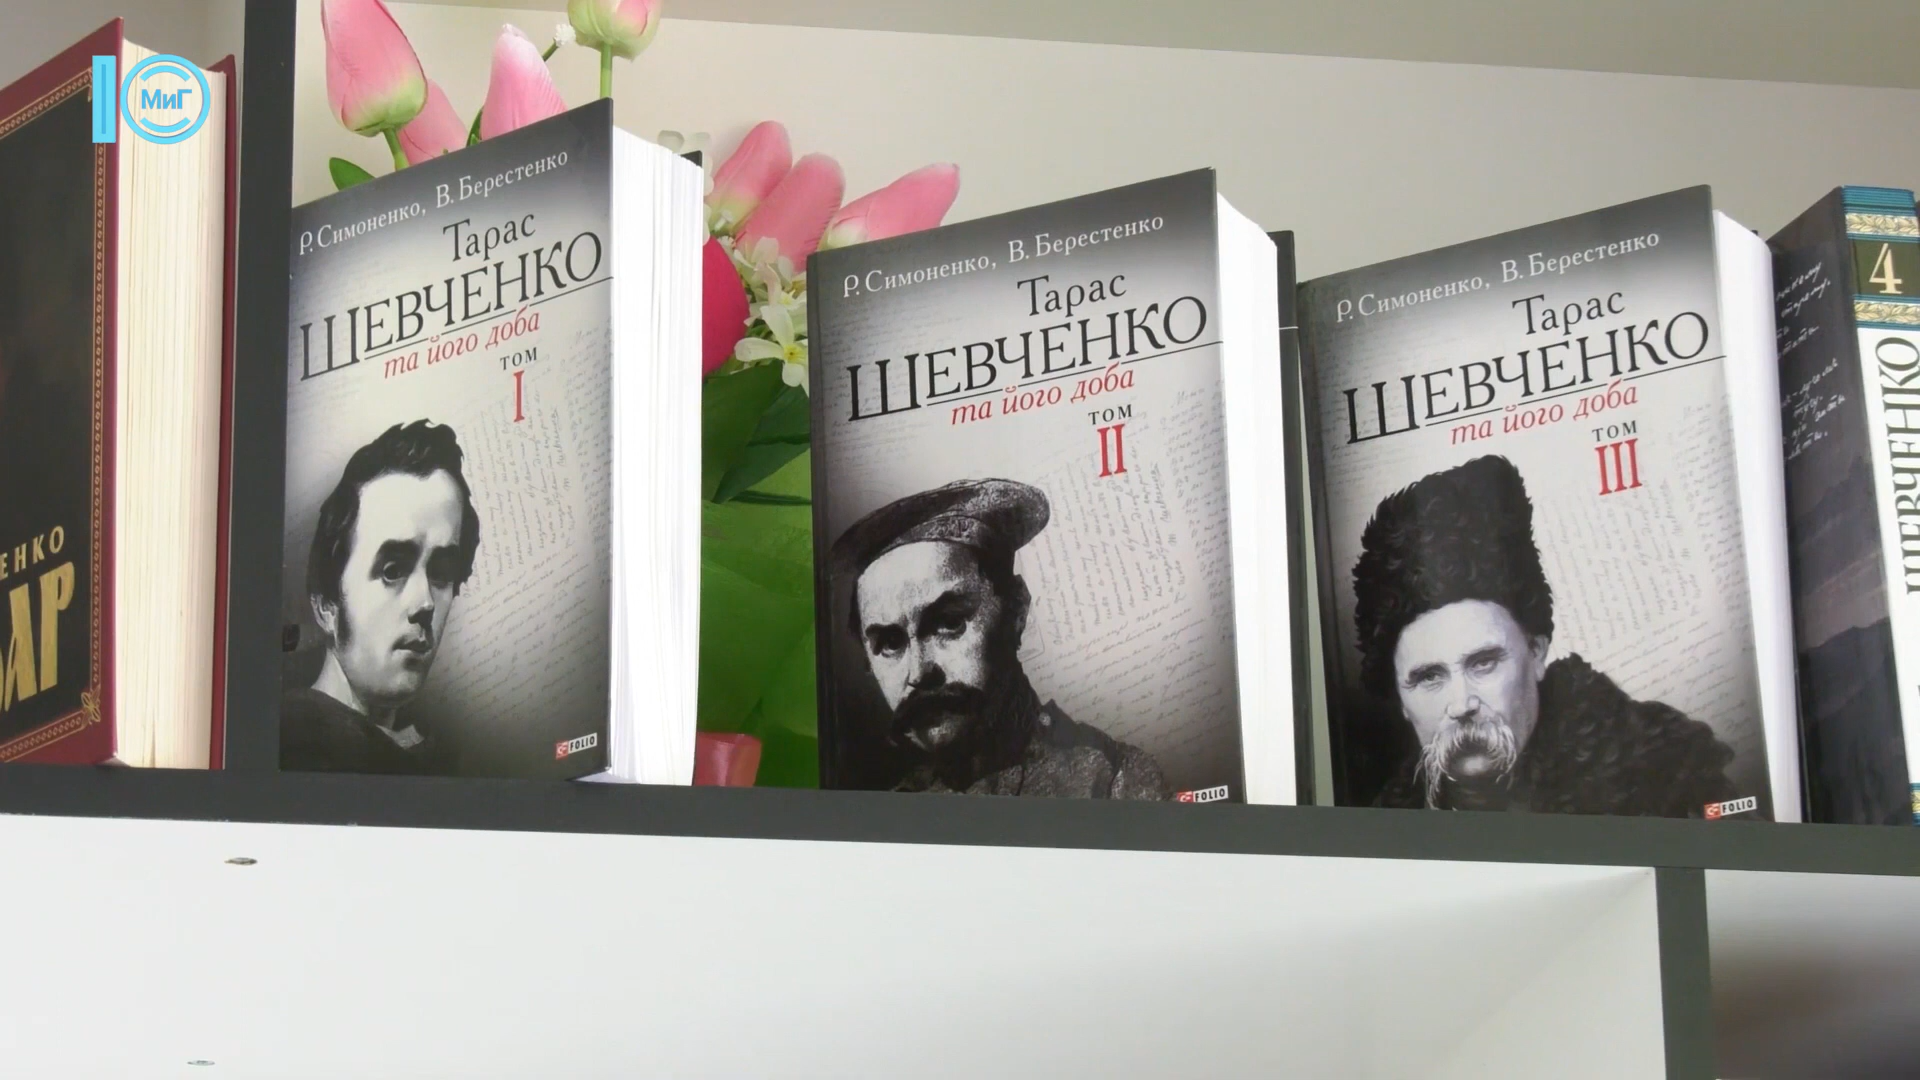 МиГ
ЕНКО
АР
Р. Симоненко, В. Берестенко
Тарас
ШЕВЧЕНКО
та його доба
ТОМ
I
FOLIO
Р. Симоненко, В. Берестенко
Тарас
ШЕВЧЕНКО
та його доба
ТОМ
II
FOLIO
Р. Симоненко, В. Берестенко
Тарас
ШЕВЧЕНКО
та його доба
ТОМ
III
FOLIO
4
ШЕВЧЕНКО